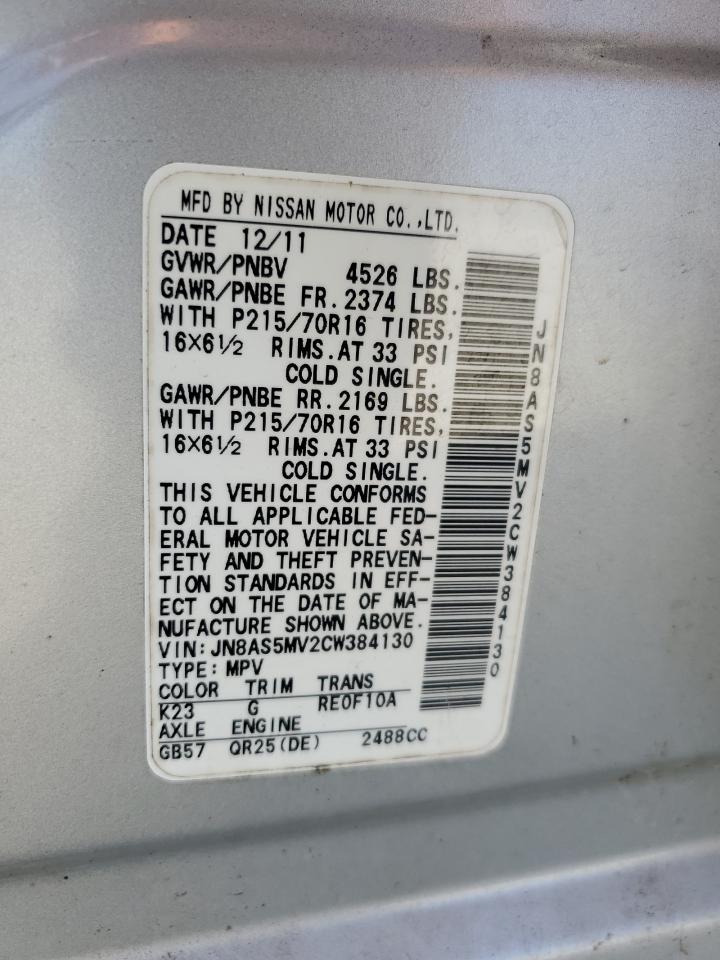 MFD BY NISSAN MOTOR CO.,LTD.
DATE 12/11
GVWR/PNBV 4526 LBS.
GAWR/PNBE FR.2374 LBS.
WITH P215/70R16 TIRES,
16X6½ RIMS.AT 33 PSI
COLD SINGLE.
GAWR/PNBE RR.2169 LBS.
WITH P215/70R16 TIRES,
16X6½ RIMS.AT 33 PSI
COLD SINGLE.
THIS VEHICLE CONFORMS
TO ALL APPLICABLE FED-
ERAL MOTOR VEHICLE SA-
FETY AND THEFT PREVEN-
TION STANDARDS IN EFF-
ECT ON THE DATE OF MA-
NUFACTURE SHOWN ABOVE.
VIN:JN8AS5MV2CW384130
TYPE:MPV
COLOR TRIM TRANS
K23 G RE0F10A
AXLE ENGINE
GB57 QR25(DE) 2488CC
JN8AS5MV2CW384130